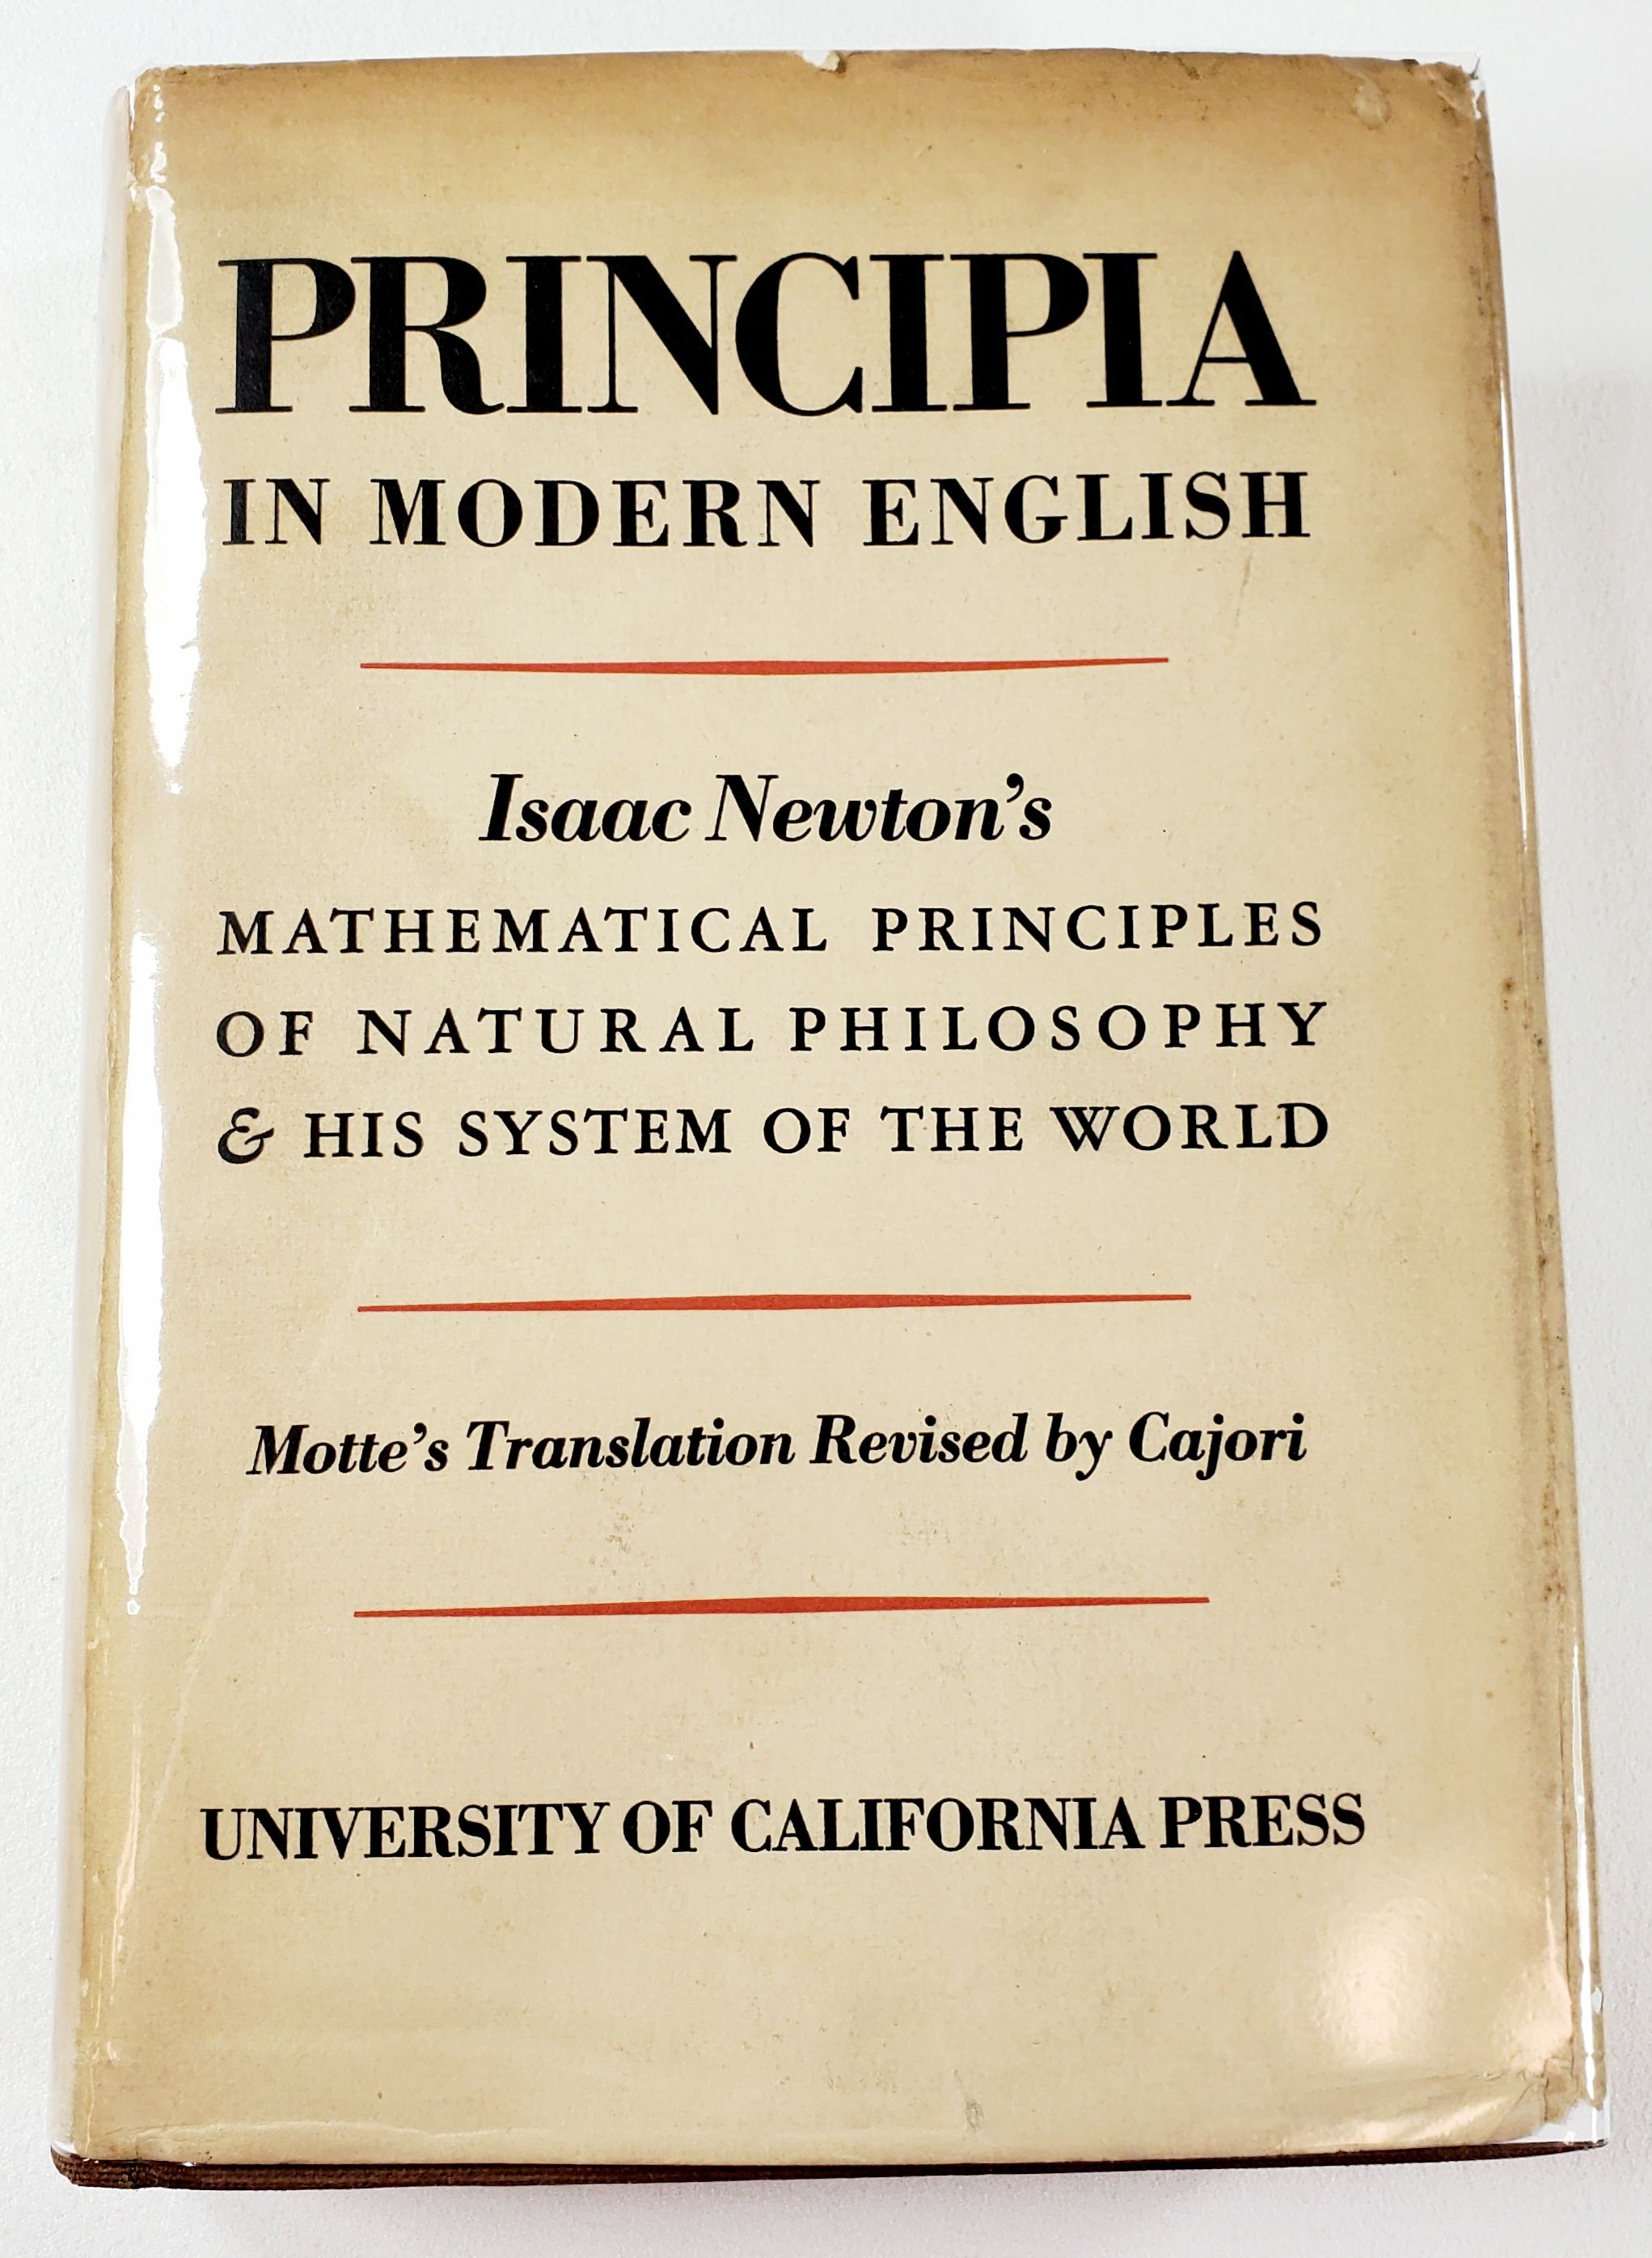 PRINCIPIA
IN MODERN ENGLISH
Isaac Newton's
MATHEMATICAL PRINCIPLES
OF NATURAL PHILOSOPHY
& HIS SYSTEM OF THE WORLD
Motte's Translation Revised by Cajori
UNIVERSITY OF CALIFORNIA PRESS